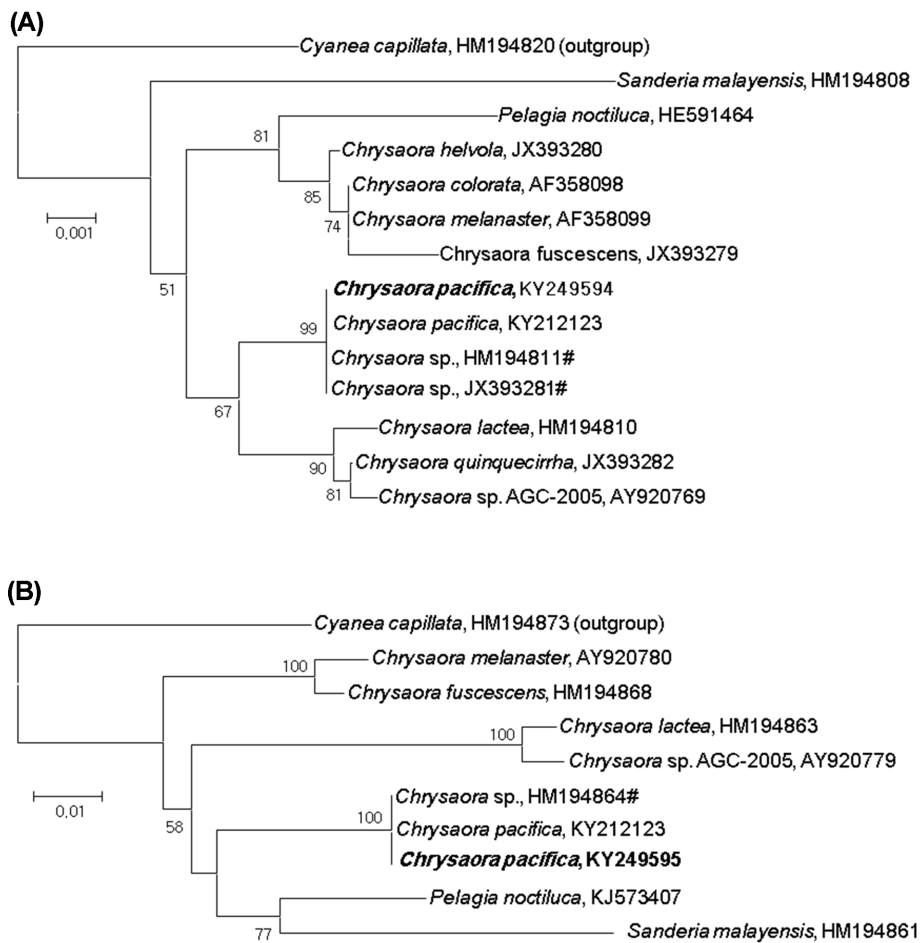 (A)
Cyanea capillata, HM194820 (outgroup)
Sanderia malayensis, HM194808
Pelagia noctiluca, HE591464
81
Chrysaora helvola, JX393280
Chrysaora colorata, AF358098
85
Chrysaora melanaster, AF358099
74
0.001
Chrysaora fuscescens, JX393279
51
Chrysaora pacifica, KY249594
99
Chrysaora pacifica, KY212123
Chrysaora sp., HM194811#
Chrysaora sp., JX393281#
67
Chrysaora lactea, HM194810
90
Chrysaora quinquecirrha, JX393282
81
Chrysaora sp. AGC-2005, AY920769
(B)
Cyanea capillata, HM194873 (outgroup)
100
Chrysaora melanaster, AY920780
Chrysaora fuscescens, HM194868
100
Chrysaora lactea, HM194863
Chrysaora sp. AGC-2005, AY920779
0.01
Chrysaora sp., HM194864#
58
100
Chrysaora pacifica, KY212123
Chrysaora pacifica, KY249595
Pelagia noctiluca, KJ573407
77
Sanderia malayensis, HM194861